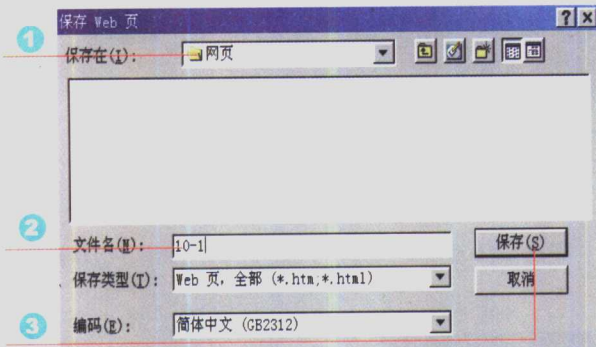 保存 Web 页
1
保存在(I):
网页
2
文件名(N): 10-1
保存(S)
保存类型(T): Web 页, 全部 (*.htm;*.html)
取消
3
编码(E): 简体中文 (GB2312)